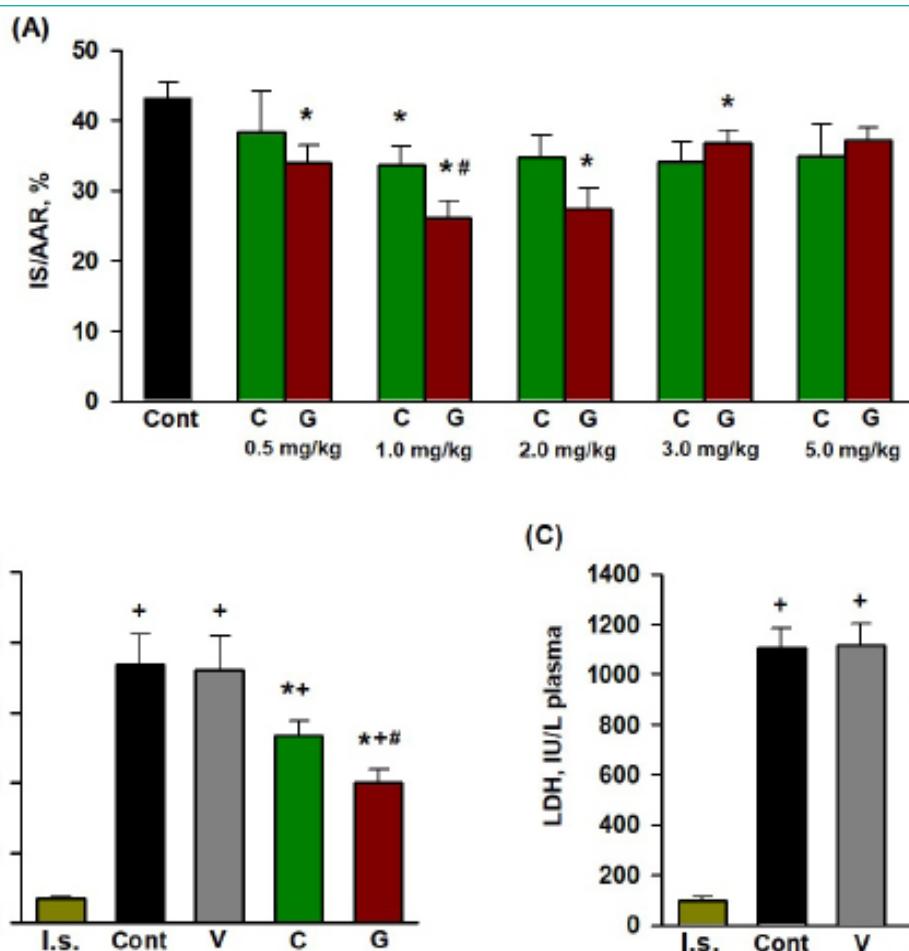 (A)
50
40
30
20
10
0
IS/AAR, %
*
*
*#
*
*
Cont
C G C G C G C G C G
0.5 mg/kg 1.0 mg/kg 2.0 mg/kg 3.0 mg/kg 5.0 mg/kg
+ + *+ *+#
I.s. Cont V C G
(C)
1400
1200
1000
800
600
400
200
0
LDH, IU/L plasma
+ +
I.s. Cont V